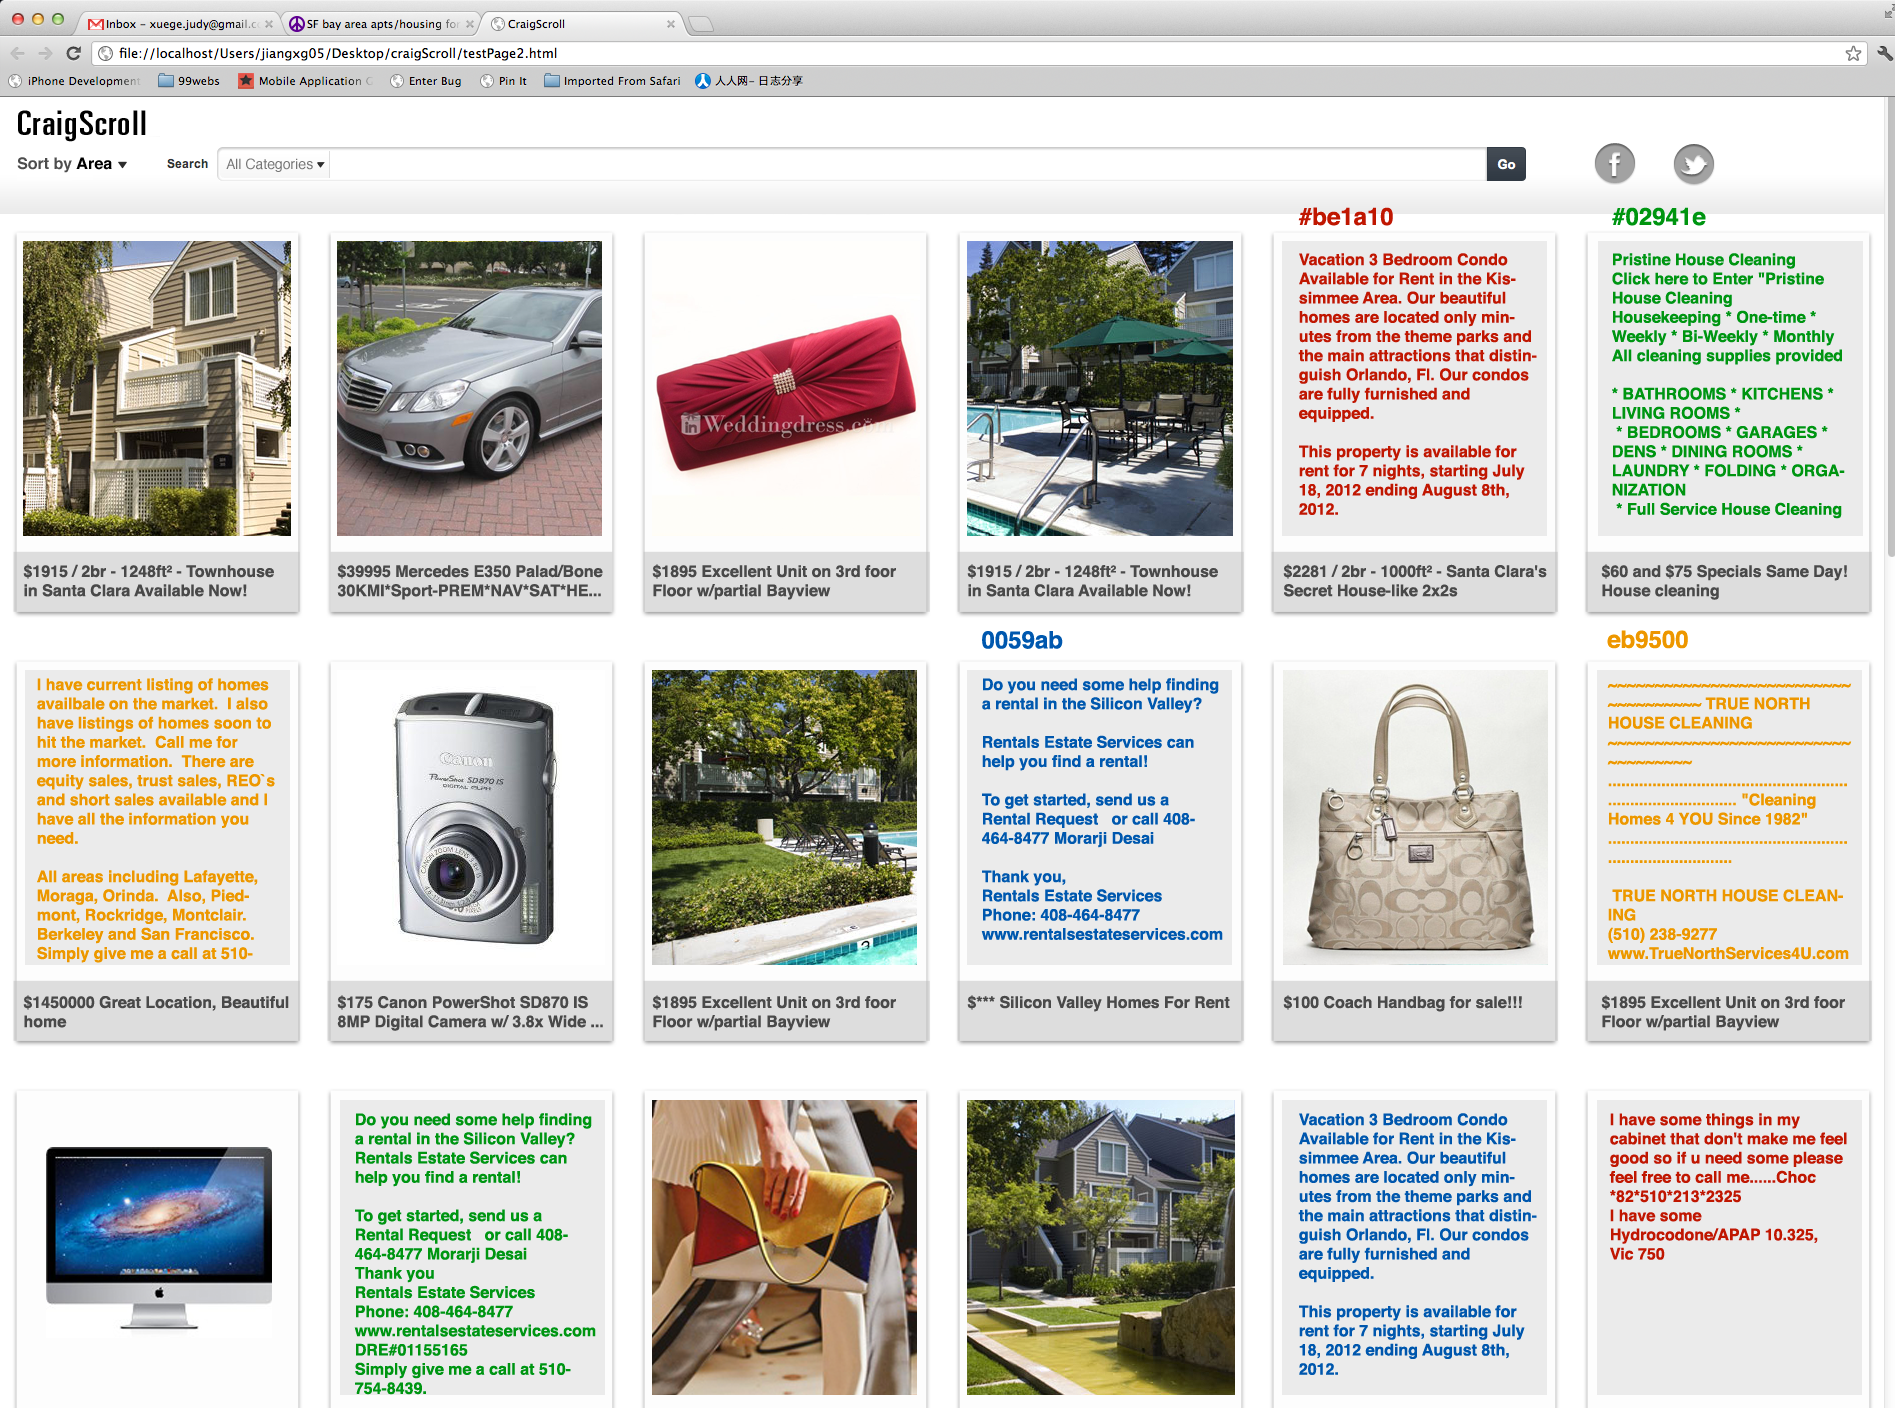 Inbox – xuege.judy@gmail.c
SF bay area apts/housing fo
CraigScroll
file://localhost/Users/jiangxg05/Desktop/craigScroll/testPage2.html
iPhone Development
99webs
Mobile Application
Enter Bug
Pin It
Imported From Safari
人人网– 日志分享
CraigScroll
Sort by Area
Search
All Categories
Go
#be1a10
#02941e
in Weddingdress.com
Vacation 3 Bedroom Condo
Available for Rent in the Kis-
simmee Area. Our beautiful
homes are located only min-
utes from the theme parks and
the main attractions that distin-
guish Orlando, Fl. Our condos
are fully furnished and
equipped.
This property is available for
rent for 7 nights, starting July
18, 2012 ending August 8th,
2012.
Pristine House Cleaning
Click here to Enter "Pristine
House Cleaning
Housekeeping * One-time *
Weekly * Bi-Weekly * Monthly
All cleaning supplies provided
* BATHROOMS * KITCHENS *
LIVING ROOMS *
* BEDROOMS * GARAGES *
DENS * DINING ROOMS *
LAUNDRY * FOLDING * ORGA-
NIZATION
* Full Service House Cleaning
$1915 / 2br - 1248ft² - Townhouse
in Santa Clara Available Now!
$39995 Mercedes E350 Palad/Bone
30KMI*Sport-PREM*NAV*SAT*HE...
$1895 Excellent Unit on 3rd foor
Floor w/partial Bayview
$1915 / 2br - 1248ft² - Townhouse
in Santa Clara Available Now!
$2281 / 2br - 1000ft² - Santa Clara's
Secret House-like 2x2s
$60 and $75 Specials Same Day!
House cleaning
0059ab
eb9500
I have current listing of homes
availbale on the market.  I also
have listings of homes soon to
hit the market.  Call me for
more information.  There are
equity sales, trust sales, REO`s
and short sales available and I
have all the information you
need.
All areas including Lafayette,
Moraga, Orinda.  Also, Pied-
mont, Rockridge, Montclair.
Berkeley and San Francisco.
Simply give me a call at 510-
Canon
PowerShot SD870 IS
DIGITAL ELPH
CANON ZOOM LENS
Do you need some help finding
a rental in the Silicon Valley?
Rentals Estate Services can
help you find a rental!
To get started, send us a
Rental Request   or call 408-
464-8477 Morarji Desai
Thank you,
Rentals Estate Services
Phone: 408-464-8477
www.rentalsestateservices.com
~~~~~~~~~~~~~~~~~~~~~~~~~~
~~~~~~~~~~ TRUE NORTH
HOUSE CLEANING
~~~~~~~~~~~~~~~~~~~~~~~~~~
~~~~~~~~~
......................................................
............................. "Cleaning
Homes 4 YOU Since 1982"
......................................................
............................
TRUE NORTH HOUSE CLEAN-
ING
(510) 238-9277
www.TrueNorthServices4U.com
$1450000 Great Location, Beautiful
home
$175 Canon PowerShot SD870 IS
8MP Digital Camera w/ 3.8x Wide ...
$1895 Excellent Unit on 3rd foor
Floor w/partial Bayview
$*** Silicon Valley Homes For Rent
$100 Coach Handbag for sale!!!
$1895 Excellent Unit on 3rd foor
Floor w/partial Bayview
Do you need some help finding
a rental in the Silicon Valley?
Rentals Estate Services can
help you find a rental!
To get started, send us a
Rental Request   or call 408-
464-8477 Morarji Desai
Thank you
Rentals Estate Services
Phone: 408-464-8477
www.rentalsestateservices.com
DRE#01155165
Simply give me a call at 510-
754-8439.
Vacation 3 Bedroom Condo
Available for Rent in the Kis-
simmee Area. Our beautiful
homes are located only min-
utes from the theme parks and
the main attractions that distin-
guish Orlando, Fl. Our condos
are fully furnished and
equipped.
This property is available for
rent for 7 nights, starting July
18, 2012 ending August 8th,
2012.
I have some things in my
cabinet that don't make me feel
good so if u need some please
feel free to call me......Choc
*82*510*213*2325
I have some
Hydrocodone/APAP 10.325,
Vic 750